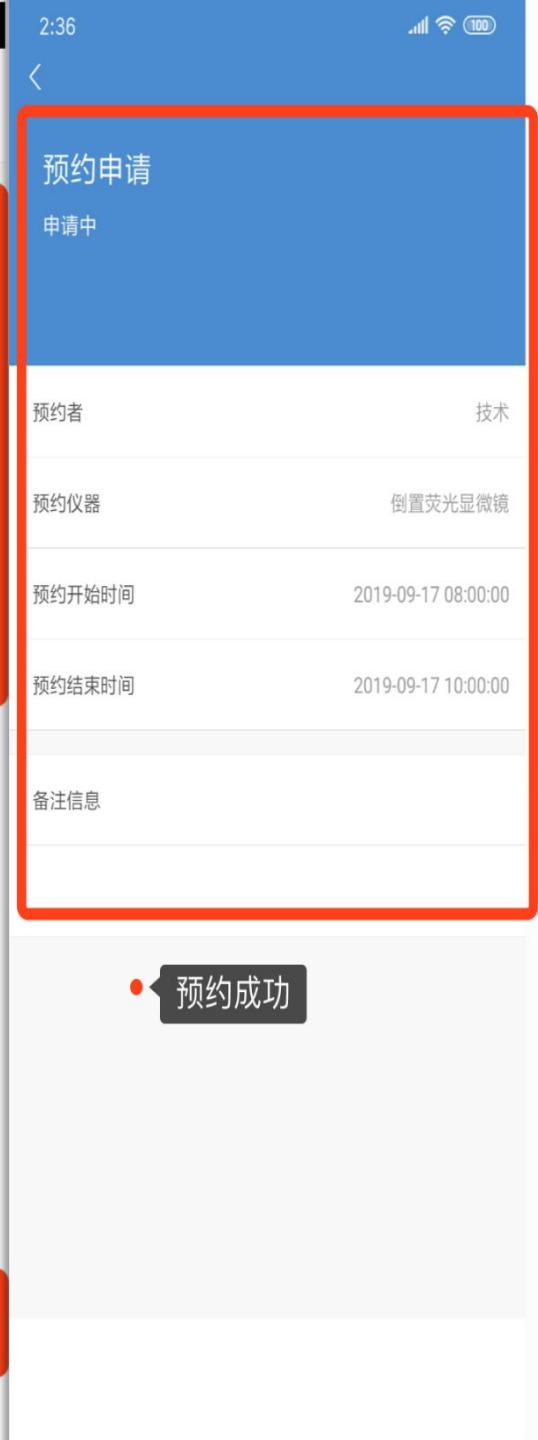 2:36
100
预约申请
申请中
预约者 技术
预约仪器 倒置荧光显微镜
预约开始时间 2019-09-17 08:00:00
预约结束时间 2019-09-17 10:00:00
备注信息
预约成功